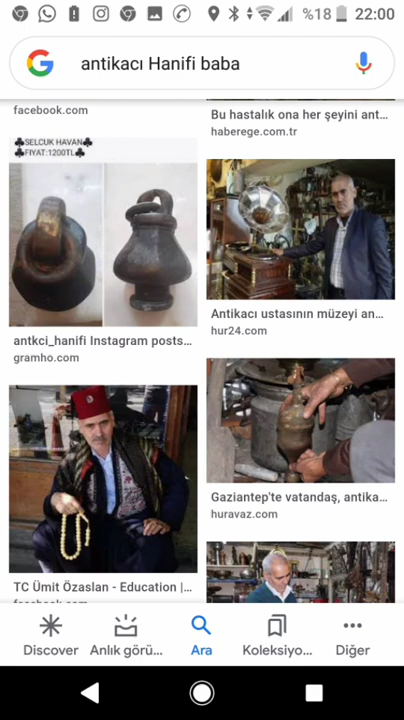 %18 22:00
antikacı Hanifi baba
facebook.com
♣SELCUK HAVAN♣
♣FIYAT:1200TL♣
antkci_hanifi Instagram posts...
gramho.com
TC Ümit Özaslan - Education |...
facebook.com
Bu hastalık ona her şeyini ant...
haberege.com.tr
Antikacı ustasının müzeyi an...
hur24.com
Gaziantep'te vatandaş, antika...
huravaz.com
Discover Anlık görü... Ara Koleksiyo... Diğer